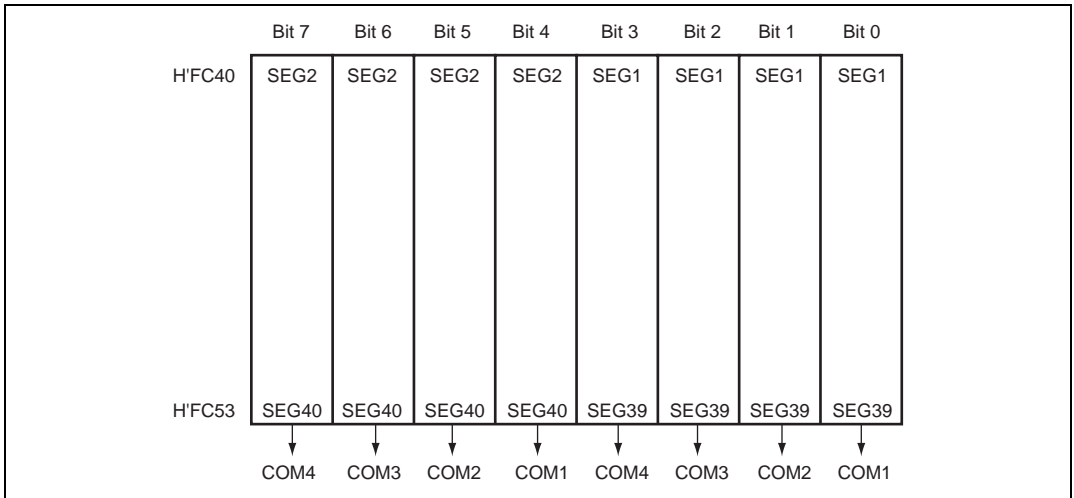 Bit 7 Bit 6 Bit 5 Bit 4 Bit 3 Bit 2 Bit 1 Bit 0
H'FC40 SEG2 SEG2 SEG2 SEG2 SEG1 SEG1 SEG1 SEG1
H'FC53 SEG40 SEG40 SEG40 SEG40 SEG39 SEG39 SEG39 SEG39
COM4 COM3 COM2 COM1 COM4 COM3 COM2 COM1